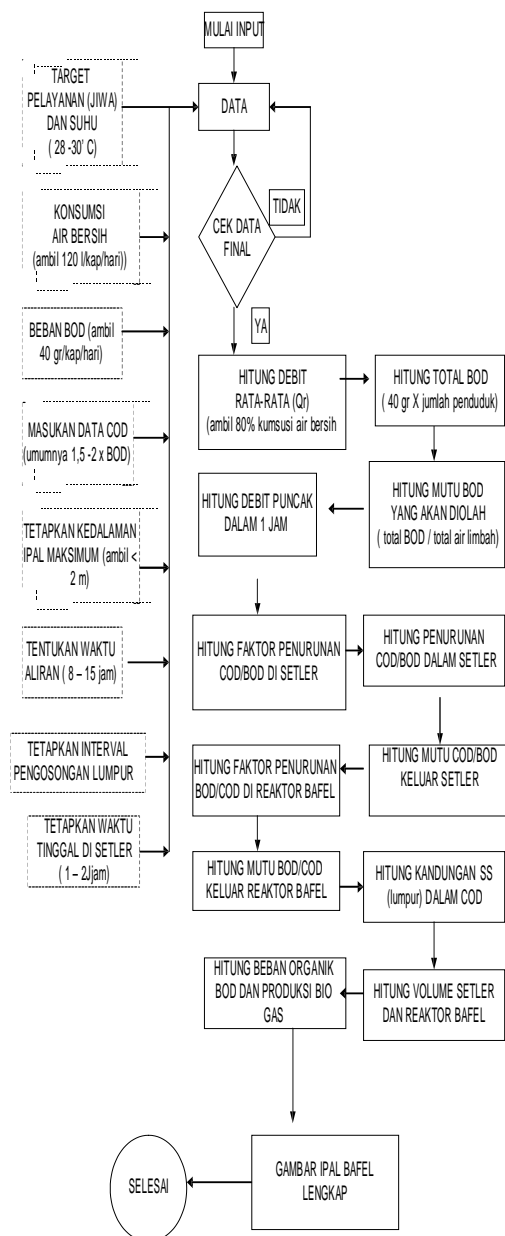 MULAI INPUT
TARGET
PELAYANAN (JIWA)
DAN SUHU
( 28 -30' C)
DATA
TIDAK
KONSUMSI
AIR BERSIH
(ambil 120 l/kap/hari))
CEK DATA
FINAL
BEBAN BOD (ambil
40 gr/kap/hari)
YA
HITUNG DEBIT
RATA-RATA (Qr)
(ambil 80% kumsusi air bersih
HITUNG TOTAL BOD
( 40 gr X jumlah penduduk)
MASUKAN DATA COD
(umumnya 1,5 -2 x BOD)
HITUNG DEBIT PUNCAK
DALAM 1 JAM
HITUNG MUTU BOD
YANG AKAN DIOLAH
( total BOD / total air limbah)
TETAPKAN KEDALAMAN
IPAL MAKSIMUM (ambil <
2 m)
TENTUKAN WAKTU
ALIRAN ( 8 – 15 jam)
HITUNG FAKTOR PENURUNAN
COD/BOD DI SETLER
HITUNG PENURUNAN
COD/BOD DALAM SETLER
TETAPKAN INTERVAL
PENGOSONGAN LUMPUR
HITUNG FAKTOR PENURUNAN
BOD/COD DI REAKTOR BAFEL
HITUNG MUTU COD/BOD
KELUAR SETLER
TETAPKAN WAKTU
TINGGAL DI SETLER
( 1 – 2Jjam)
HITUNG MUTU BOD/COD
KELUAR REAKTOR BAFEL
HITUNG KANDUNGAN SS
(lumpur) DALAM COD
HITUNG BEBAN ORGANIK
BOD DAN PRODUKSI BIO
GAS
HITUNG VOLUME SETLER
DAN REAKTOR BAFEL
SELESAI
GAMBAR IPAL BAFEL
LENGKAP